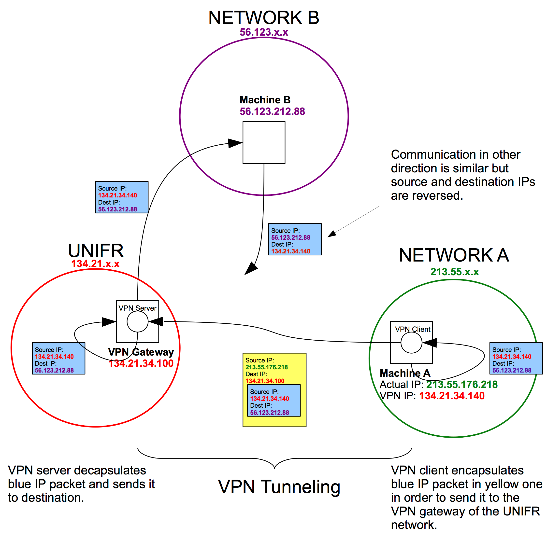 NETWORK B
56.123.x.x
Machine B
56.123.212.88
Communication in other
direction is similar but
source and destination IPs
are reversed.
Source IP:
134.21.34.140
Dest IP:
56.123.212.88
Source IP:
56.123.212.88
Dest IP:
134.21.34.140
UNIFR
134.21.x.x
NETWORK A
213.55.x.x
VPN Server
VPN Gateway
134.21.34.100
Source IP:
134.21.34.140
Dest IP:
56.123.212.88
VPN Client
Machine A
Actual IP: 213.55.176.218
VPN IP: 134.21.34.140
Source IP:
134.21.34.140
Dest IP:
56.123.212.88
Source IP:
213.55.176.218
Dest IP:
134.21.34.100
Source IP:
134.21.34.140
Dest IP:
56.123.212.88
VPN server decapsulates
blue IP packet and sends it
to destination.
VPN Tunneling
VPN client encapsulates
blue IP packet in yellow one
in order to send it to the
VPN gateway of the UNIFR
network.